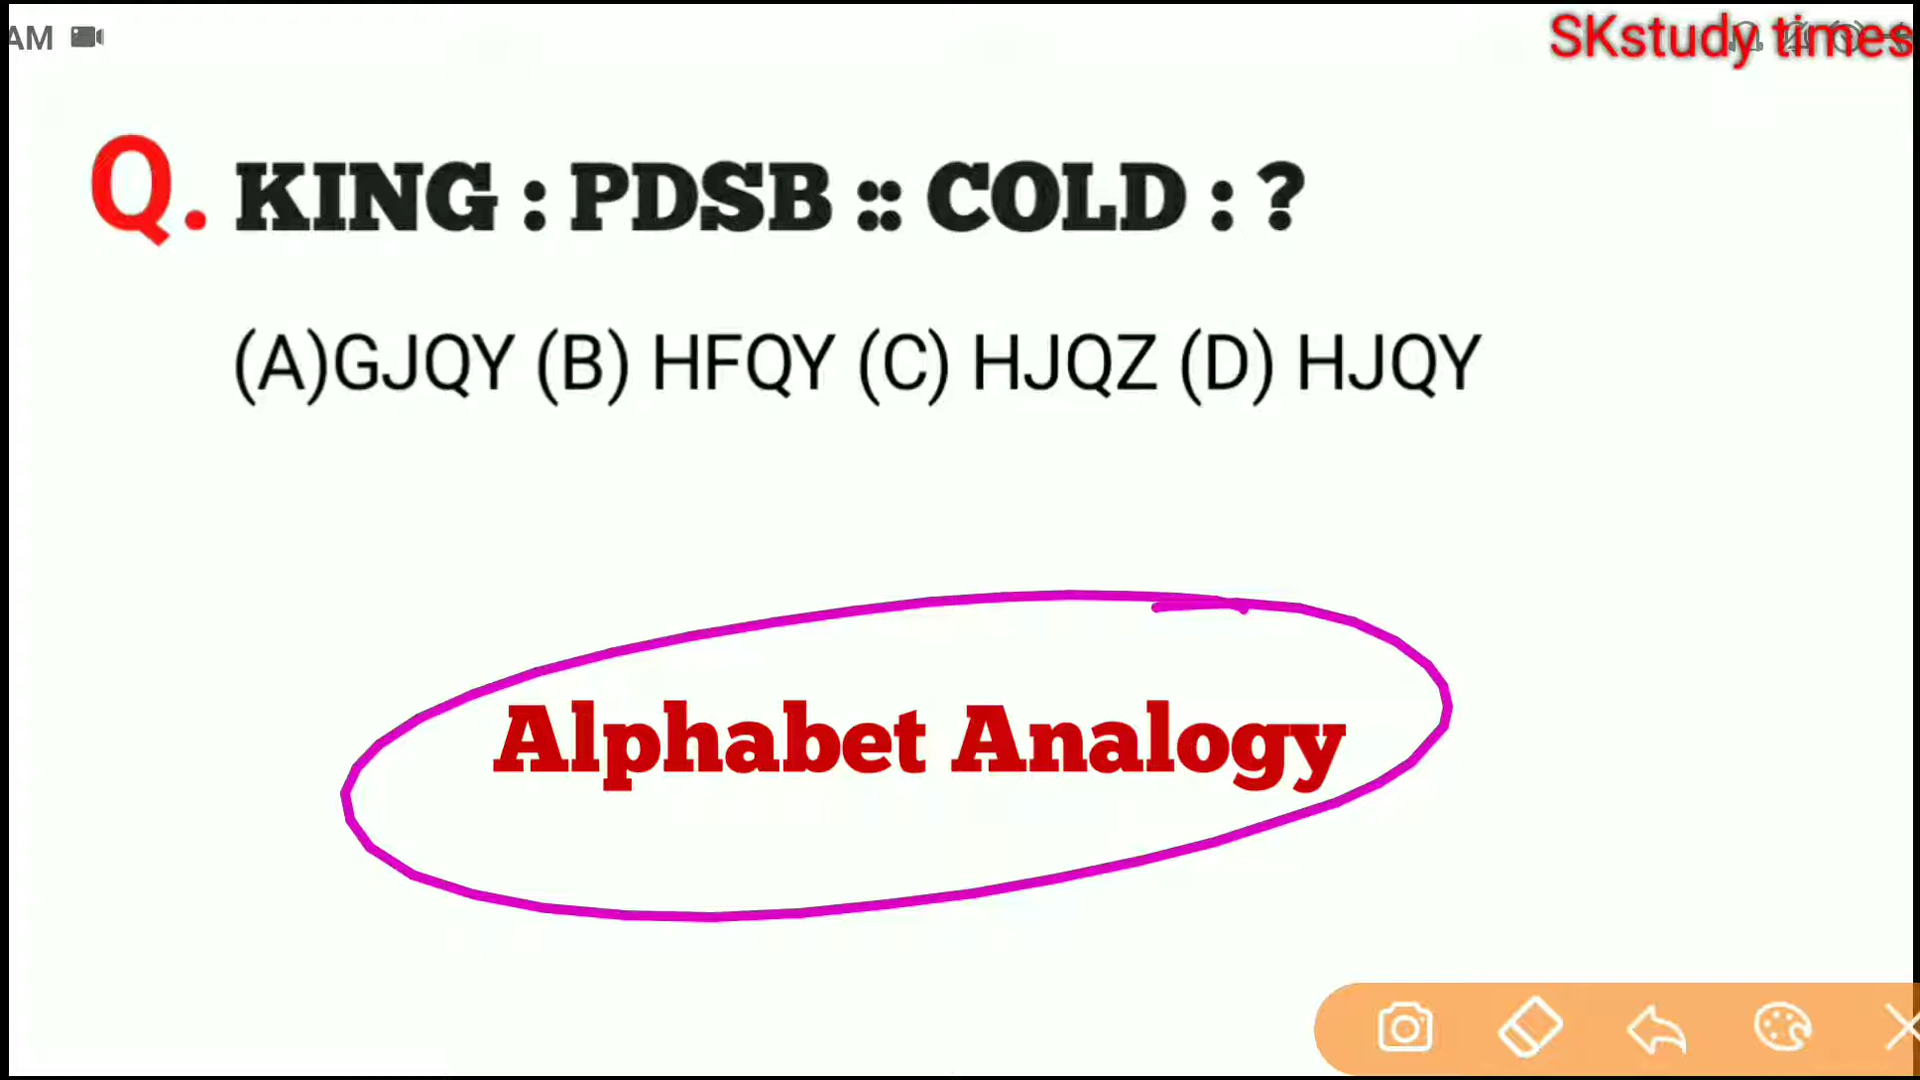 AM
SKstudy times
Q. KING : PDSB :: COLD : ?
(A)GJQY (B) HFQY (C) HJQZ (D) HJQY
Alphabet Analogy